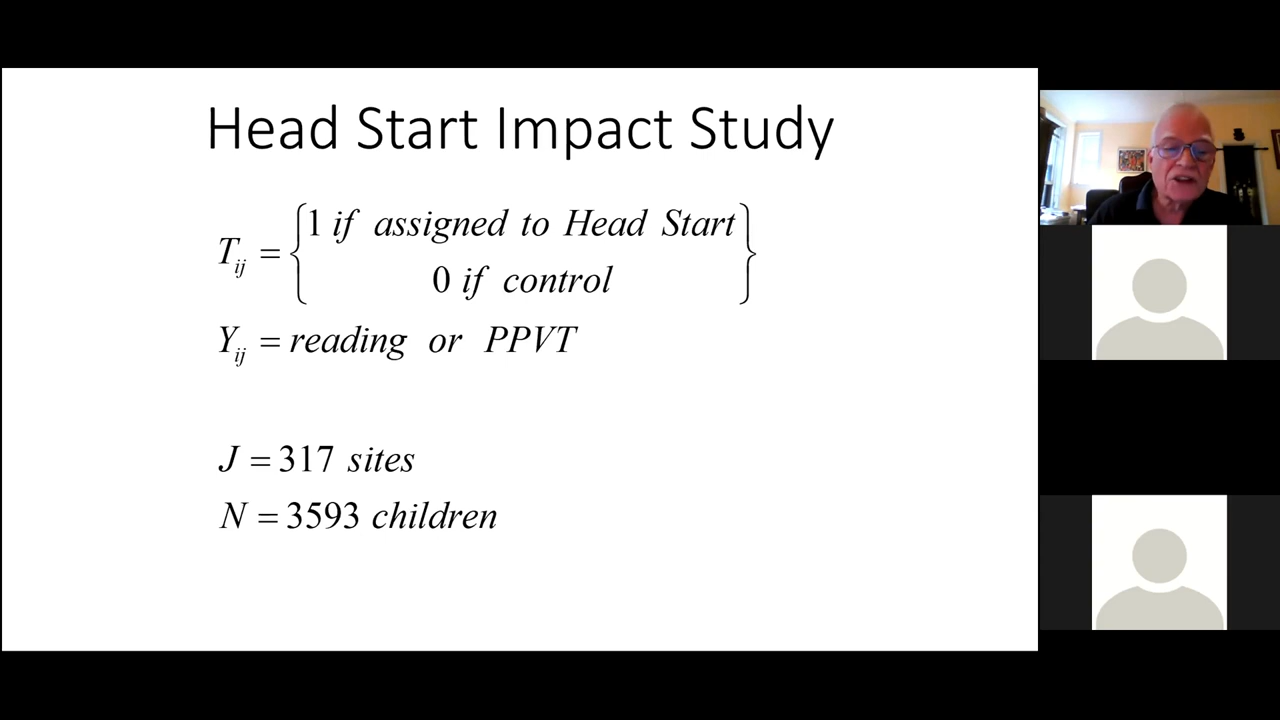 Head Start Impact Study
T_ij = { 1 if assigned to Head Start
0 if control }
Y_ij = reading or PPVT
J = 317 sites
N = 3593 children